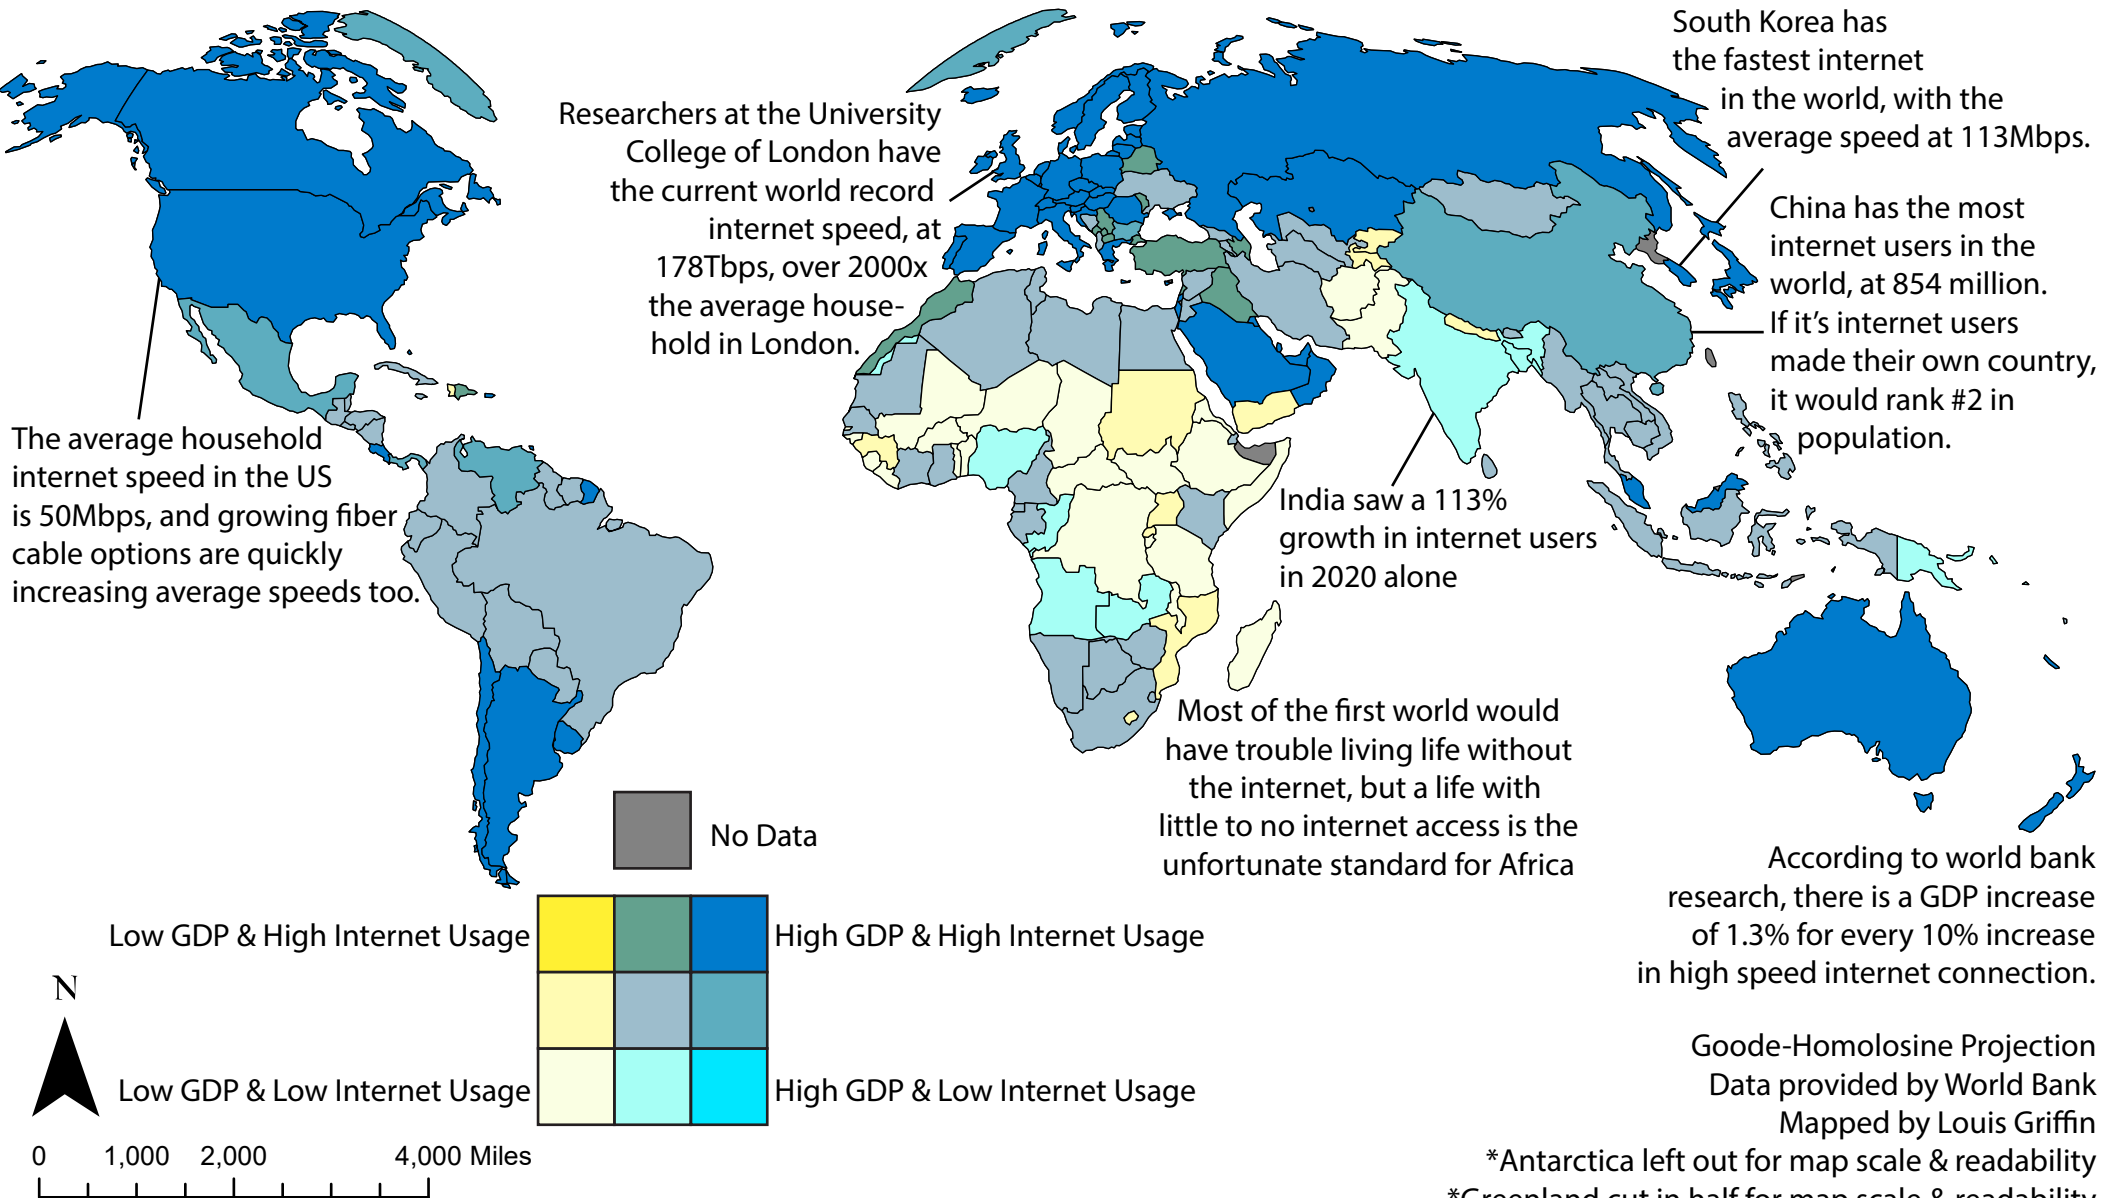 South Korea has
the fastest internet
in the world, with the
average speed at 113Mbps.
Researchers at the University
College of London have
the current world record
internet speed, at
178Tbps, over 2000x
the average house-
hold in London.
China has the most
internet users in the
world, at 854 million.
If it's internet users
made their own country,
it would rank #2 in
population.
The average household
internet speed in the US
is 50Mbps, and growing fiber
cable options are quickly
increasing average speeds too.
India saw a 113%
growth in internet users
in 2020 alone
Most of the first world would
have trouble living life without
the internet, but a life with
little to no internet access is the
unfortunate standard for Africa
No Data
Low GDP & High Internet Usage
High GDP & High Internet Usage
Low GDP & Low Internet Usage
High GDP & Low Internet Usage
N
0 1,000 2,000 4,000 Miles
According to world bank
research, there is a GDP increase
of 1.3% for every 10% increase
in high speed internet connection.
Goode-Homolosine Projection
Data provided by World Bank
Mapped by Louis Griffin
*Antarctica left out for map scale & readability
*Greenland cut in half for map scale & readability